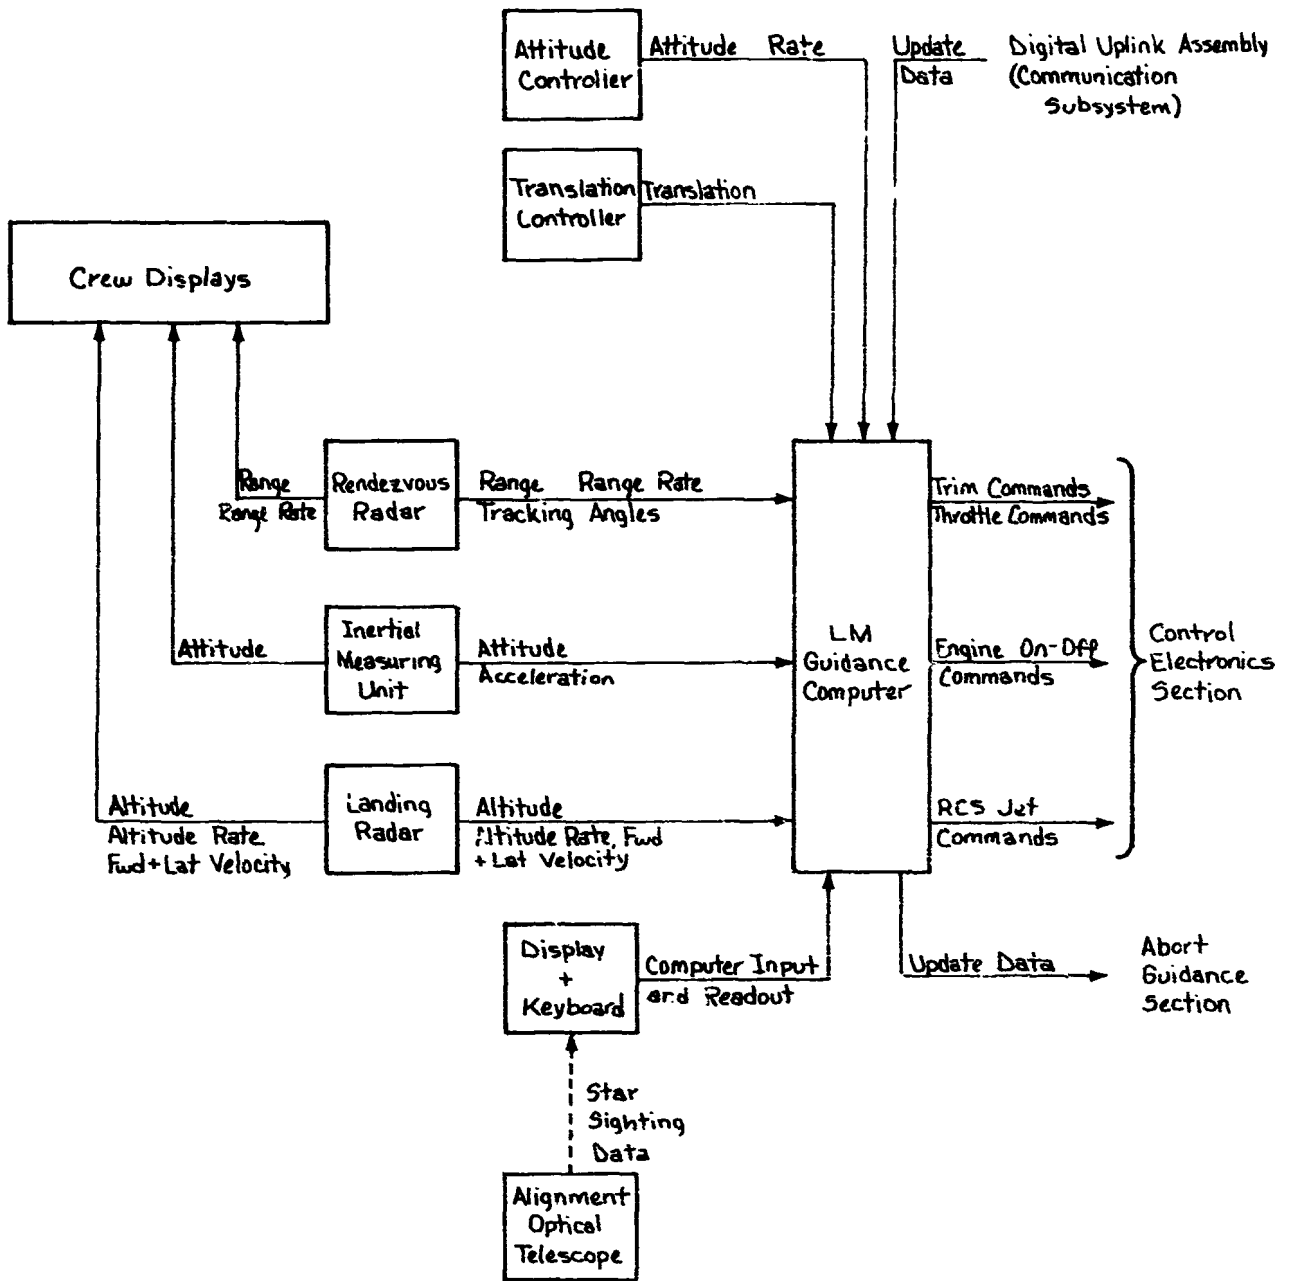 Attitude
Controller
Attitude Rate
Update
Data
Digital Uplink Assembly
(Communication
Subsystem)
Translation
Controller
Translation
Crew Displays
Range
Range Rate
Rendezvous
Radar
Range Range Rate
Tracking Angles
Trim Commands
Throttle Commands
Attitude
Inertial
Measuring
Unit
Attitude
Acceleration
LM
Guidance
Computer
Engine On-Off
Commands
Control
Electronics
Section
Altitude
Altitude Rate
Fwd+Lat Velocity
Landing
Radar
Altitude
Altitude Rate, Fwd
+ Lat Velocity
RCS Jet
Commands
Display
+
Keyboard
Computer Input
and Readout
Update Data
Abort
Guidance
Section
Star
Sighting
Data
Alignment
Optical
Telescope